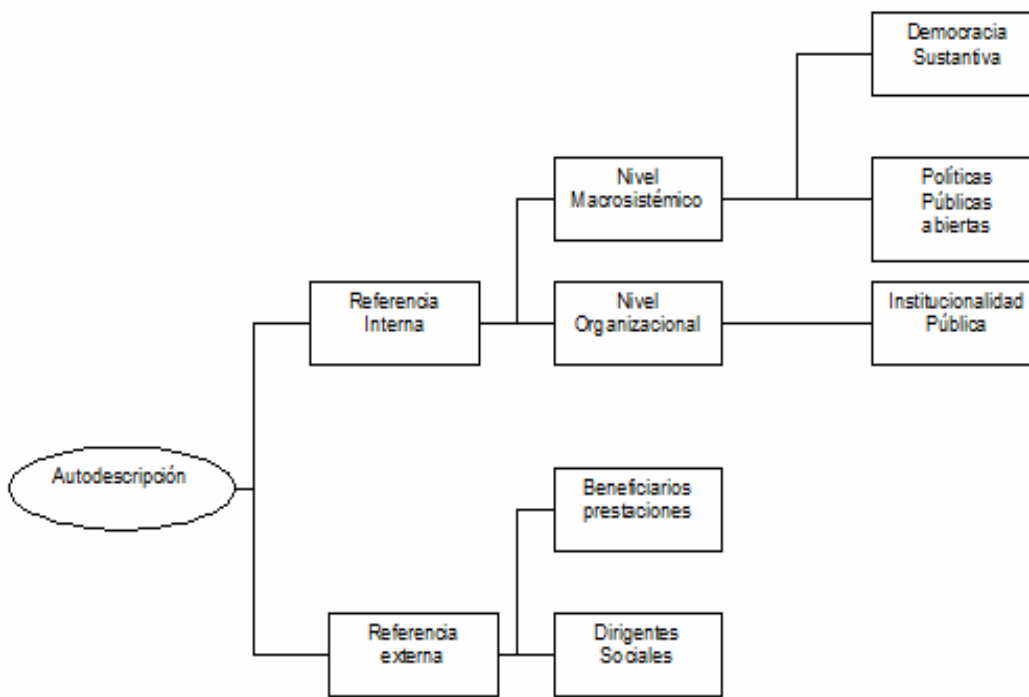 Democracia
Sustantiva
Nivel
Macrosistémico
Políticas
Públicas
abiertas
Referencia
Interna
Nivel
Organizacional
Institucionalidad
Pública
Autodescripción
Beneficiarios
prestaciones
Referencia
externa
Dirigentes
Sociales